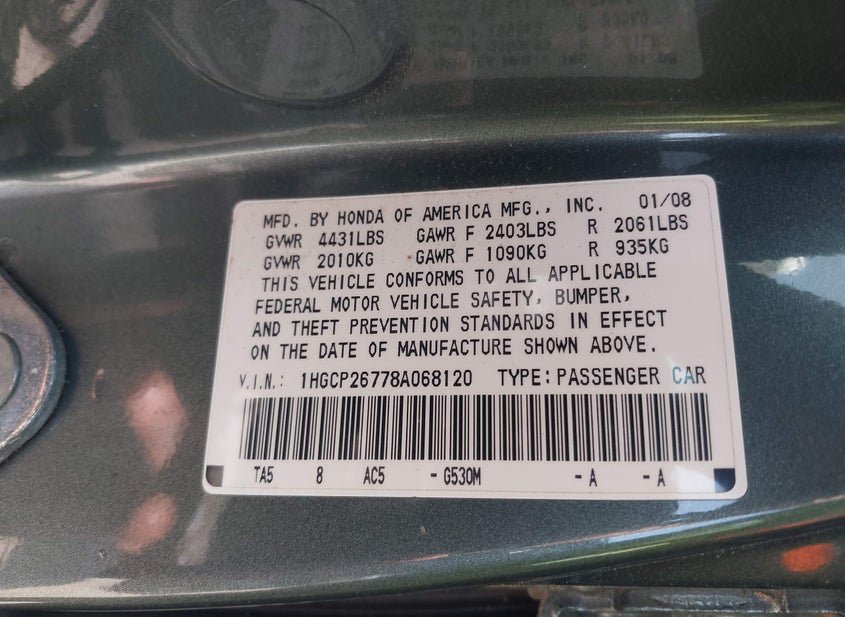 MFD. BY HONDA OF AMERICA MFG., INC. 01/08
GVWR 4431LBS GAWR F 2403LBS R 2061LBS
GVWR 2010KG GAWR F 1090KG R 935KG
THIS VEHICLE CONFORMS TO ALL APPLICABLE
FEDERAL MOTOR VEHICLE SAFETY, BUMPER,
AND THEFT PREVENTION STANDARDS IN EFFECT
ON THE DATE OF MANUFACTURE SHOWN ABOVE.
V.I.N.: 1HGCP26778A068120 TYPE: PASSENGER CAR
TA5 8 AC5 - G530M - A - A